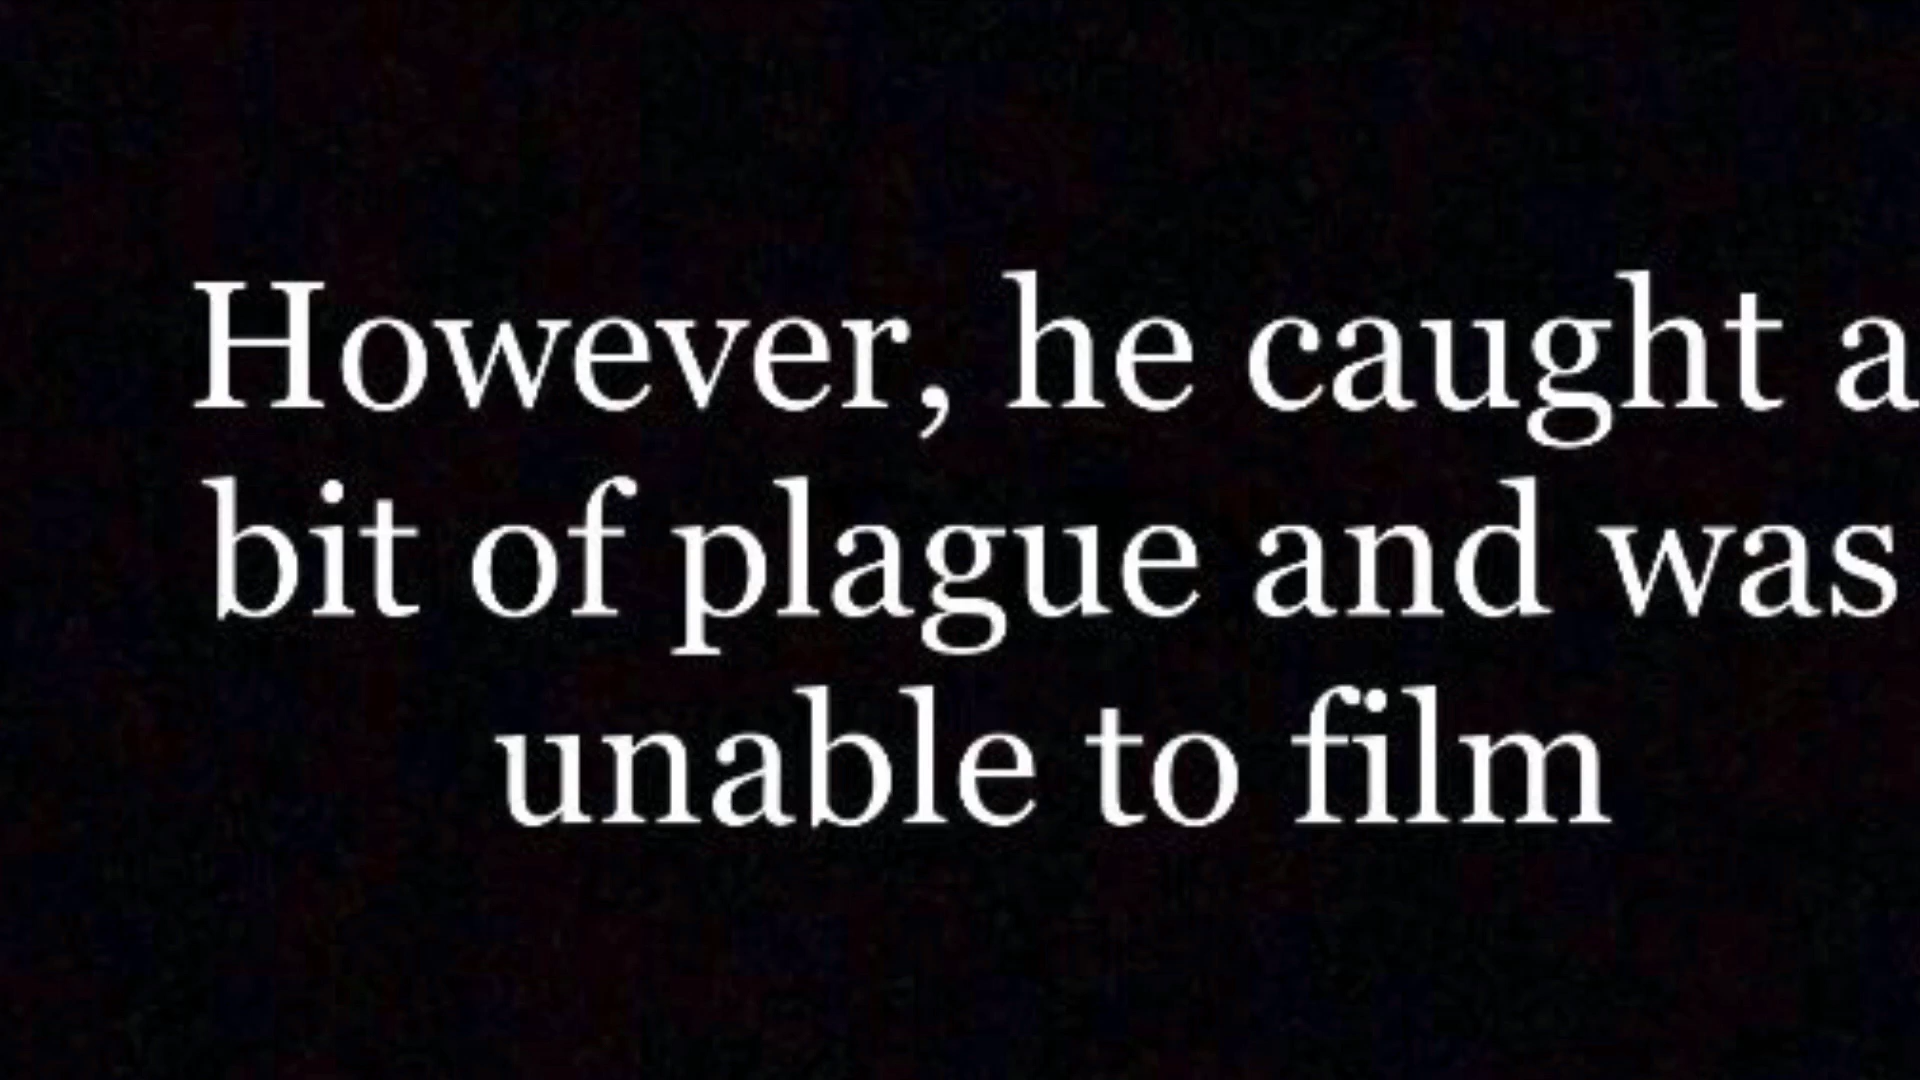 However, he caught a
bit of plague and was
unable to film